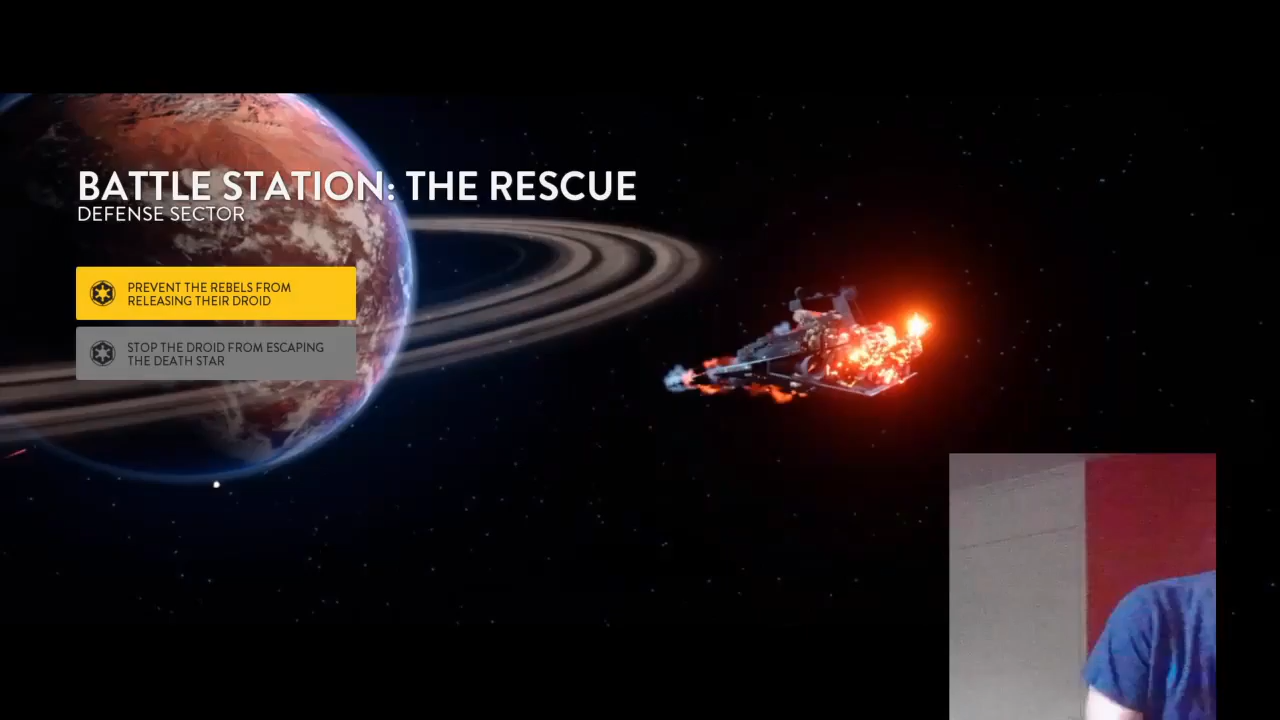 BATTLE STATION: THE RESCUE
DEFENSE SECTOR
PREVENT THE REBELS FROM
RELEASING THEIR DROID
STOP THE DROID FROM ESCAPING
THE DEATH STAR